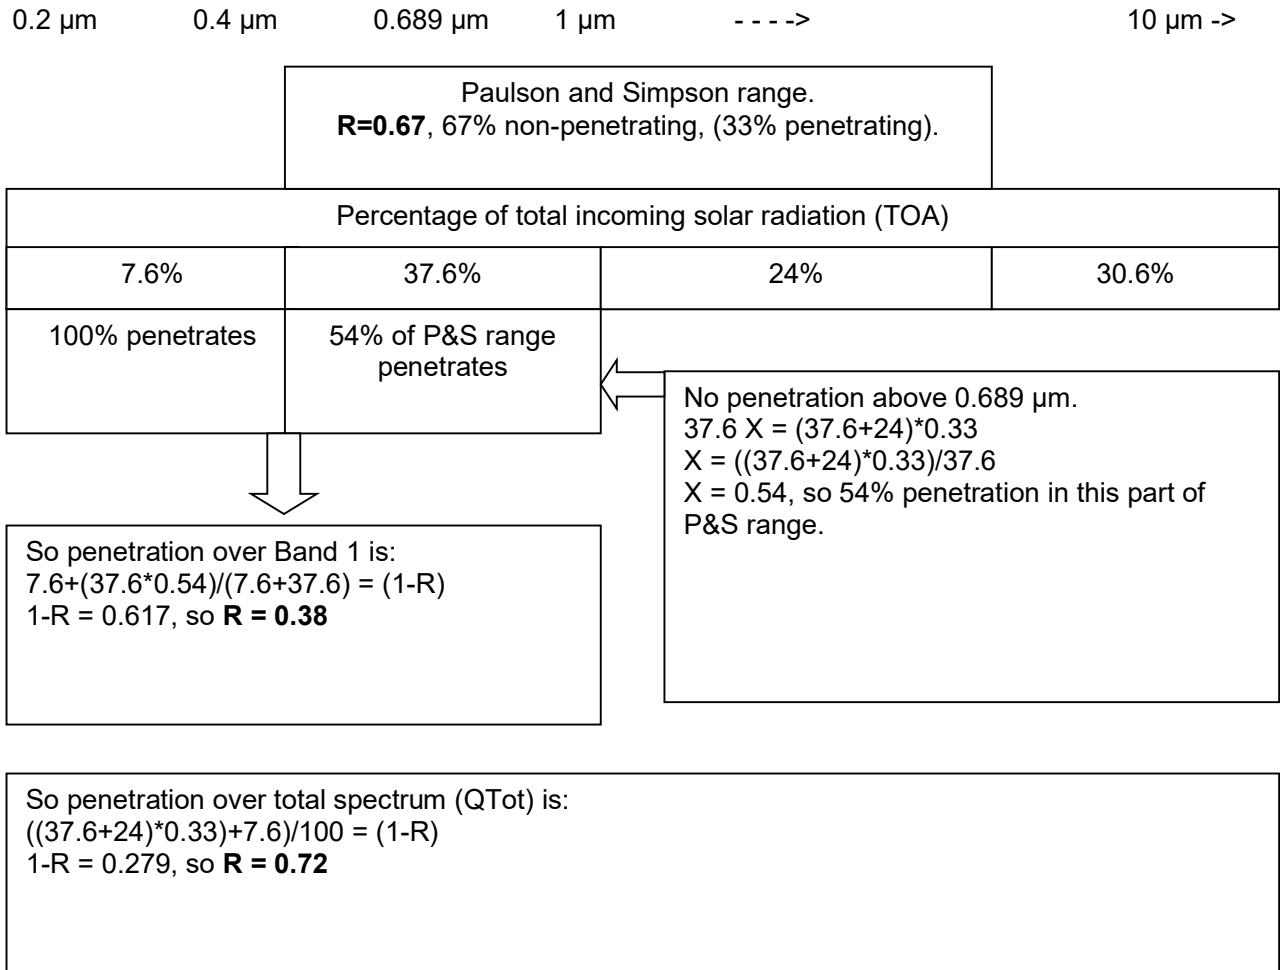 0.2 µm 0.4 µm 0.689 µm 1 µm - - - -> 10 µm ->
Paulson and Simpson range.
R=0.67, 67% non-penetrating, (33% penetrating).
Percentage of total incoming solar radiation (TOA)
7.6% 37.6% 24% 30.6%
100% penetrates
54% of P&S range
penetrates
No penetration above 0.689 µm.
37.6 X = (37.6+24)*0.33
X = ((37.6+24)*0.33)/37.6
X = 0.54, so 54% penetration in this part of
P&S range.
So penetration over Band 1 is:
7.6+(37.6*0.54)/(7.6+37.6) = (1-R)
1-R = 0.617, so R = 0.38
So penetration over total spectrum (QTot) is:
((37.6+24)*0.33)+7.6)/100 = (1-R)
1-R = 0.279, so R = 0.72